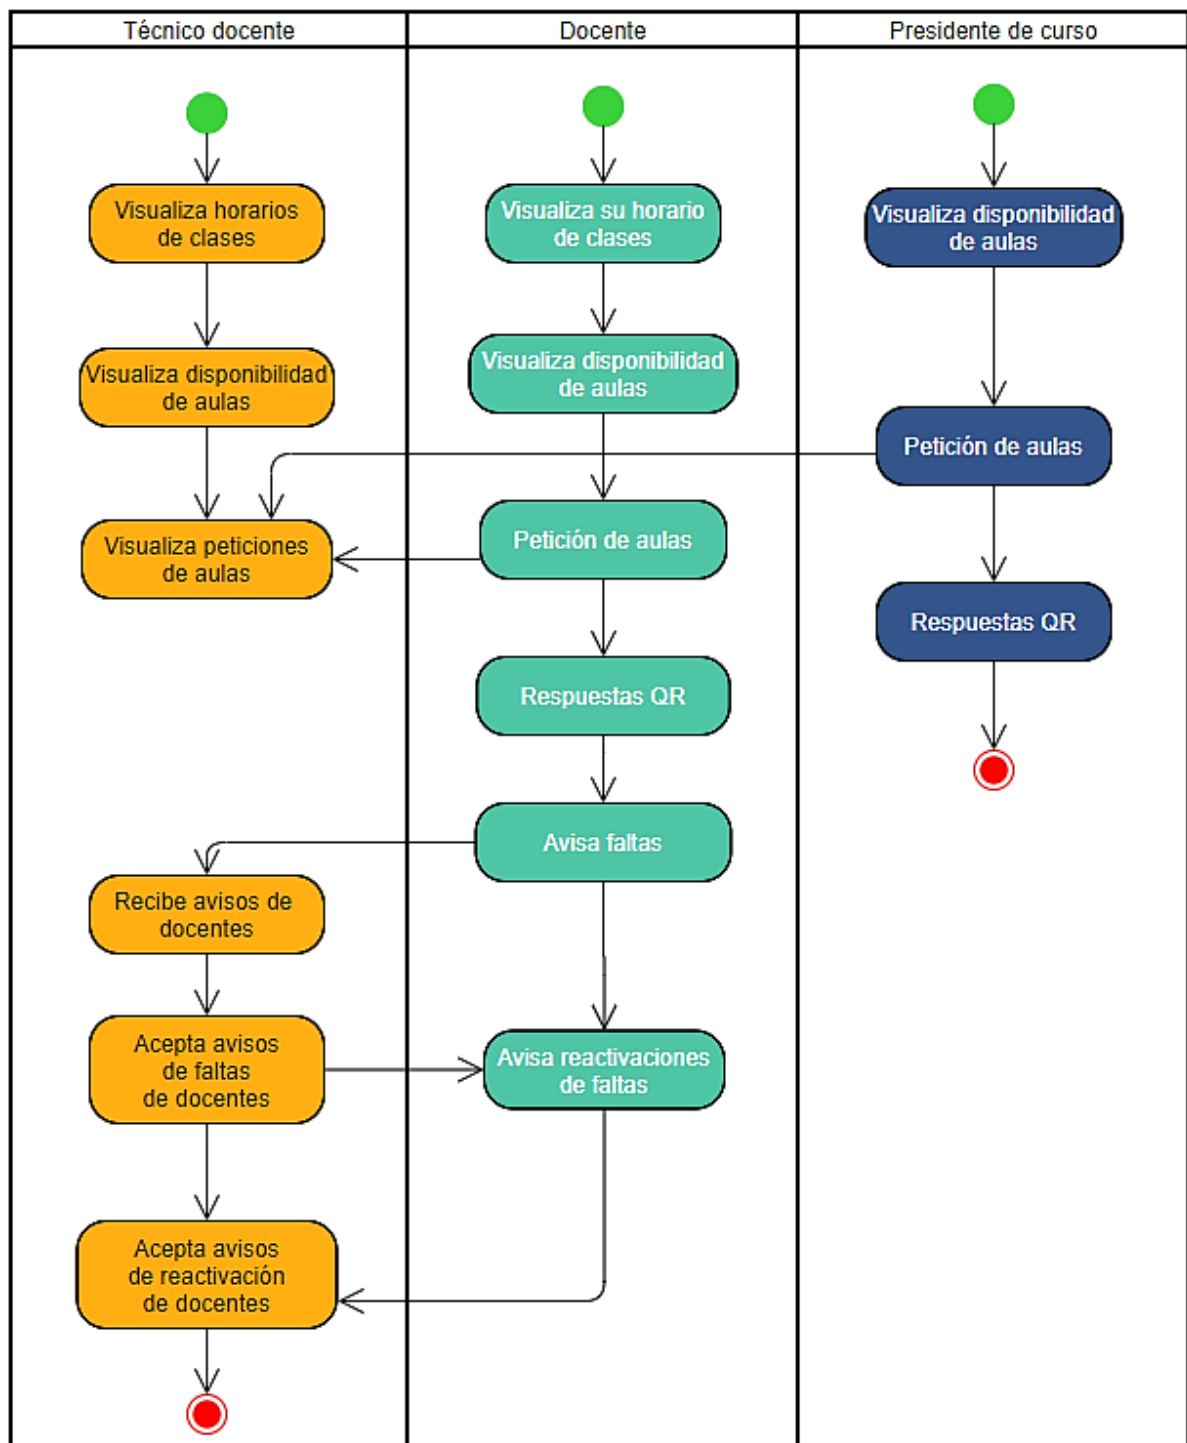 Técnico docente
Docente
Presidente de curso
Visualiza horarios
de clases
Visualiza su horario
de clases
Visualiza disponibilidad
de aulas
Visualiza disponibilidad
de aulas
Visualiza disponibilidad
de aulas
Petición de aulas
Visualiza peticiones
de aulas
Petición de aulas
Respuestas QR
Respuestas QR
Avisa faltas
Recibe avisos de
docentes
Acepta avisos
de faltas
de docentes
Avisa reactivaciones
de faltas
Acepta avisos
de reactivación
de docentes